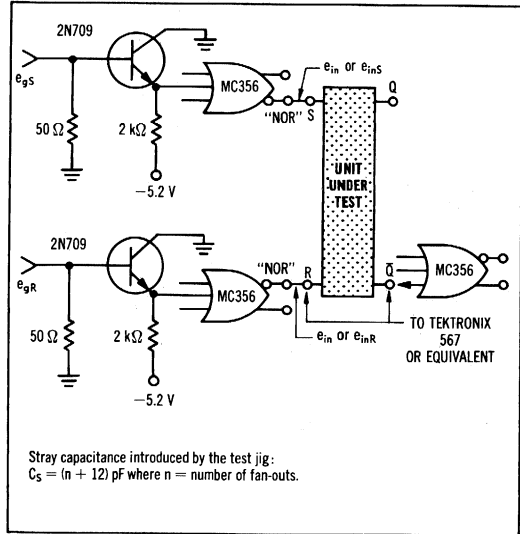 2N709
e_gS
50 Ω
2 kΩ
−5.2 V
MC356
"NOR"
e_in or e_inS
S
Q
UNIT
UNDER
TEST
2N709
e_gR
50 Ω
2 kΩ
−5.2 V
MC356
"NOR"
R
e_in or e_inR
Q̅
MC356
TO TEKTRONIX
567
OR EQUIVALENT
Stray capacitance introduced by the test jig:
C_S = (n + 12) pF where n = number of fan-outs.